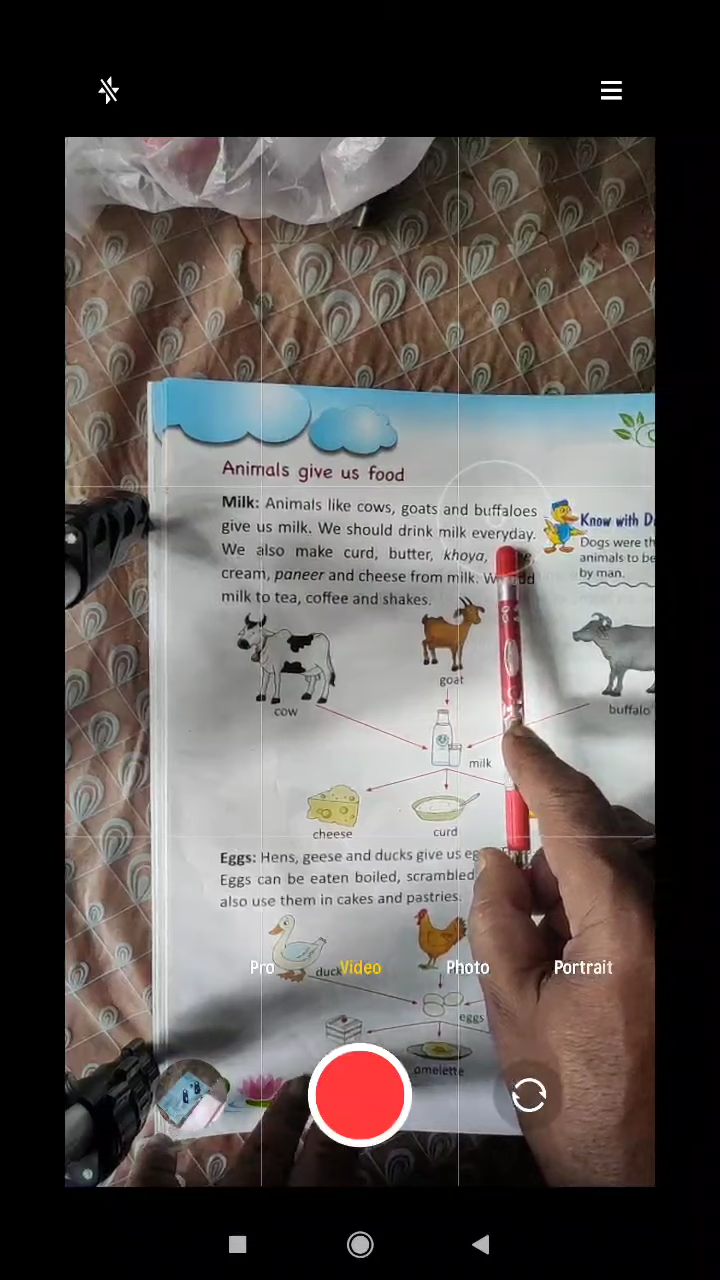 Animals give us food
Milk: Animals like cows, goats and buffaloes
give us milk. We should drink milk everyday.
We also make curd, butter, khoya,
cream, paneer and cheese from milk. We add
milk to tea, coffee and shakes.
Know with D
Dogs were th
animals to be
by man.
goat
cow
buffalo
milk
cheese
curd
Eggs: Hens, geese and ducks give us eg
Eggs can be eaten boiled, scrambled
also use them in cakes and pastries.
duck
eggs
omelette
Pro Video Photo Portrait